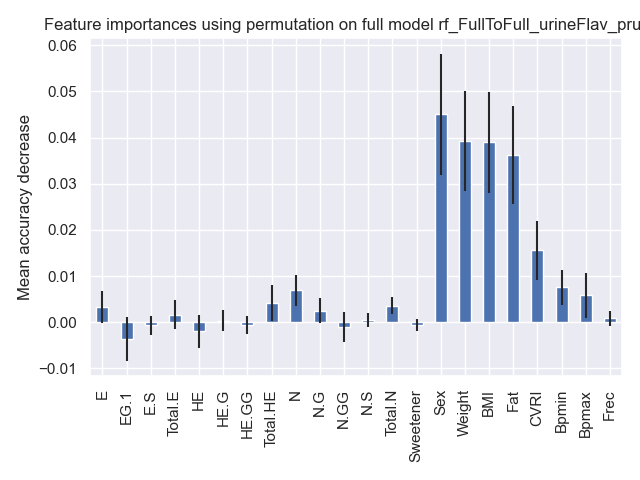 Feature importances using permutation on full model rf_FullToFull_urineFlav_pru
Mean accuracy decrease
0.06
0.05
0.04
0.03
0.02
0.01
0.00
−0.01
E
EG.1
E.S
Total.E
HE
HE.G
HE.GG
Total.HE
N
N.G
N.GG
N.S
Total.N
Sweetener
Sex
Weight
BMI
Fat
CVRI
Bpmin
Bpmax
Frec